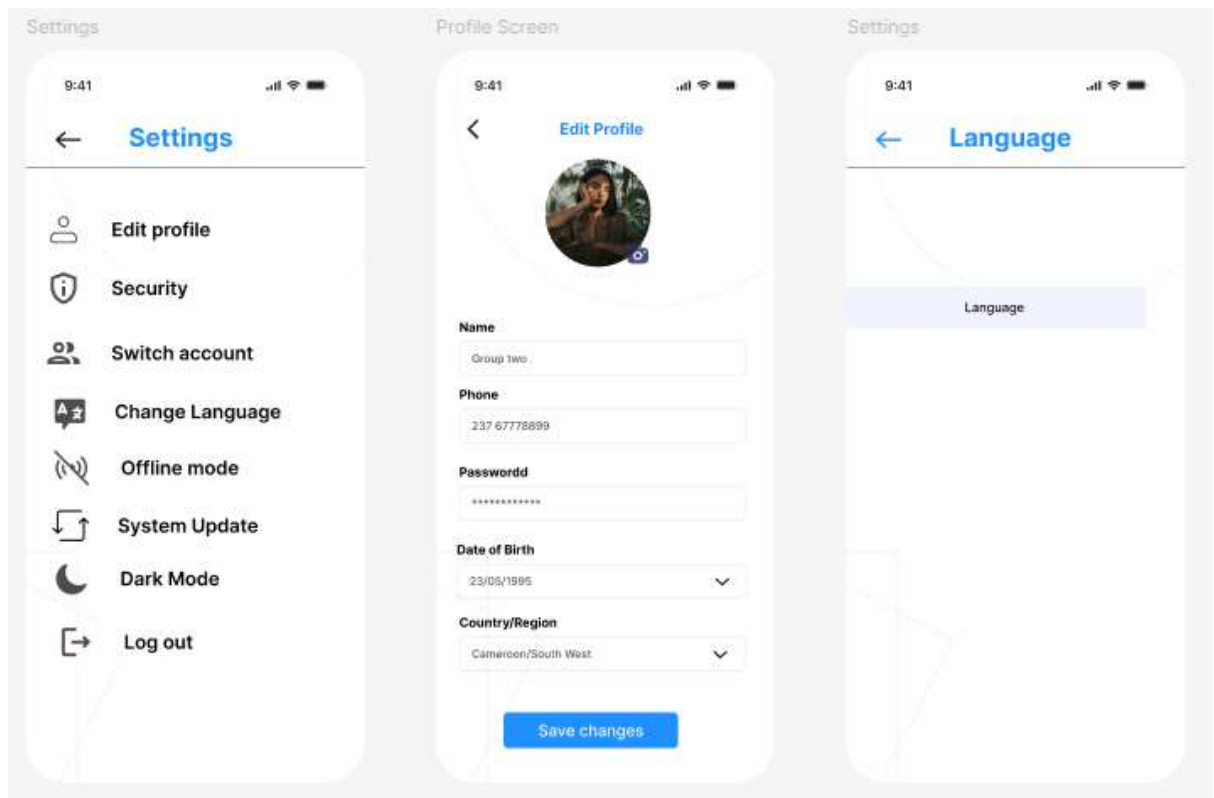 Settings
9:41
Settings
Edit profile
Security
Switch account
Change Language
Offline mode
System Update
Dark Mode
Log out
Profile Screen
9:41
Edit Profile
Name
Group two
Phone
237 67778899
Passwordd
************
Date of Birth
23/05/1995
Country/Region
Cameroon/South West
Save changes
Settings
9:41
Language
Language